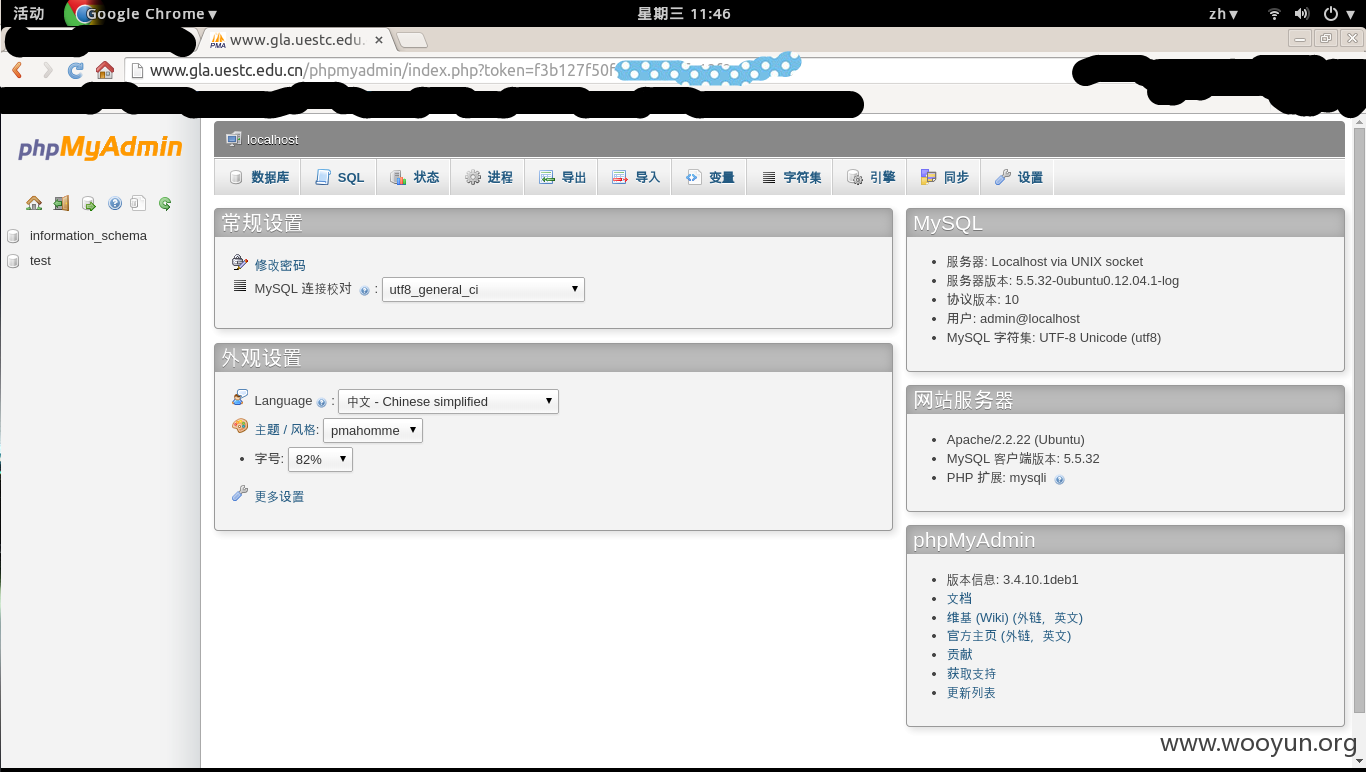 活动 Google Chrome 星期三 11:46 zh
www.gla.uestc.edu.
www.gla.uestc.edu.cn/phpmyadmin/index.php?token=f3b127f50f
phpMyAdmin
information_schema
test
localhost
数据库 SQL 状态 进程 导出 导入 变量 字符集 引擎 同步 设置
常规设置
修改密码
MySQL 连接校对 : utf8_general_ci
外观设置
Language : 中文 - Chinese simplified
主题 / 风格: pmahomme
字号: 82%
更多设置
MySQL
服务器: Localhost via UNIX socket
服务器版本: 5.5.32-0ubuntu0.12.04.1-log
协议版本: 10
用户: admin@localhost
MySQL 字符集: UTF-8 Unicode (utf8)
网站服务器
Apache/2.2.22 (Ubuntu)
MySQL 客户端版本: 5.5.32
PHP 扩展: mysqli
phpMyAdmin
版本信息: 3.4.10.1deb1
文档
维基 (Wiki) (外链, 英文)
官方主页 (外链, 英文)
贡献
获取支持
更新列表
www.wooyun.org